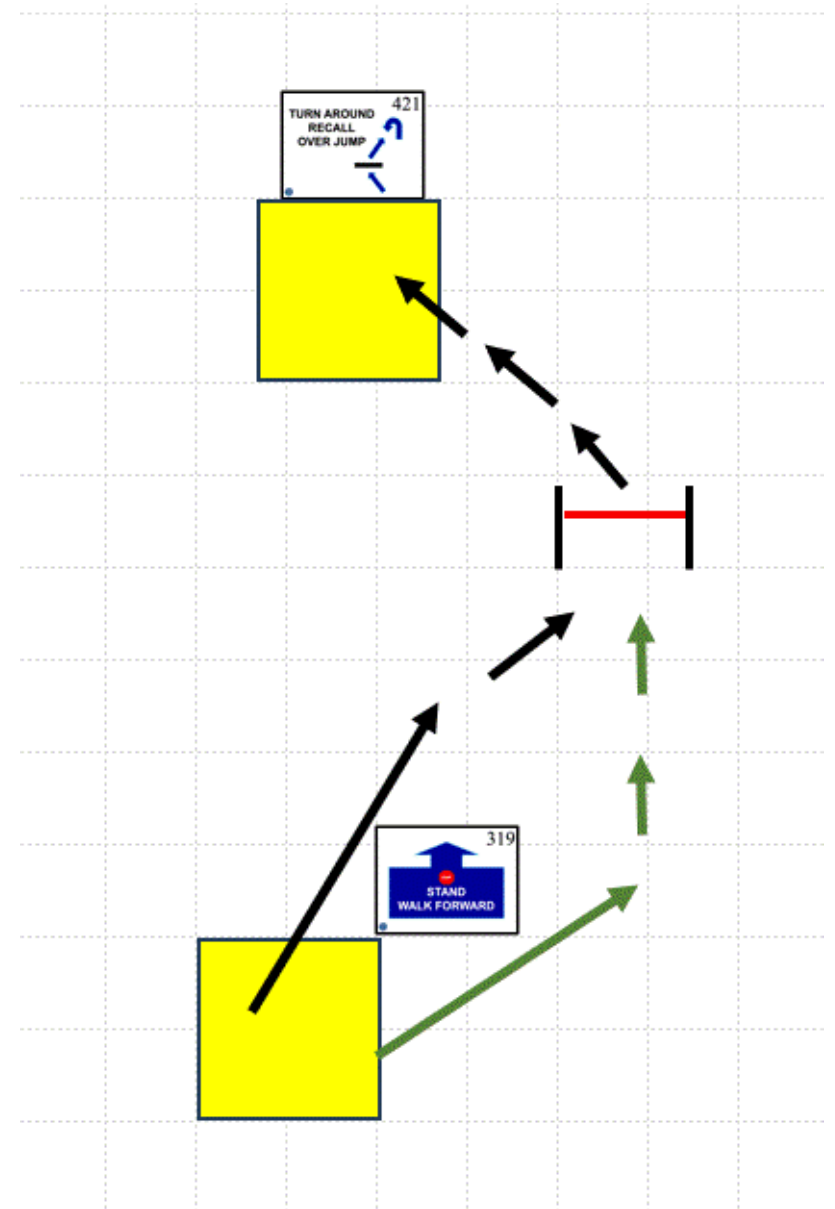 421
TURN AROUND
RECALL
OVER JUMP
319
STAND
WALK FORWARD